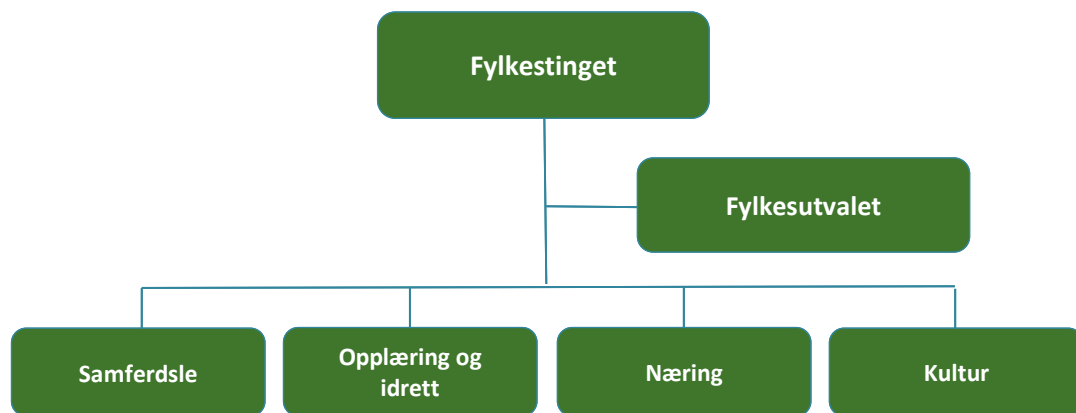 Fylkestinget
Fylkesutvalet
Samferdsle
Opplæring og
idrett
Næring
Kultur